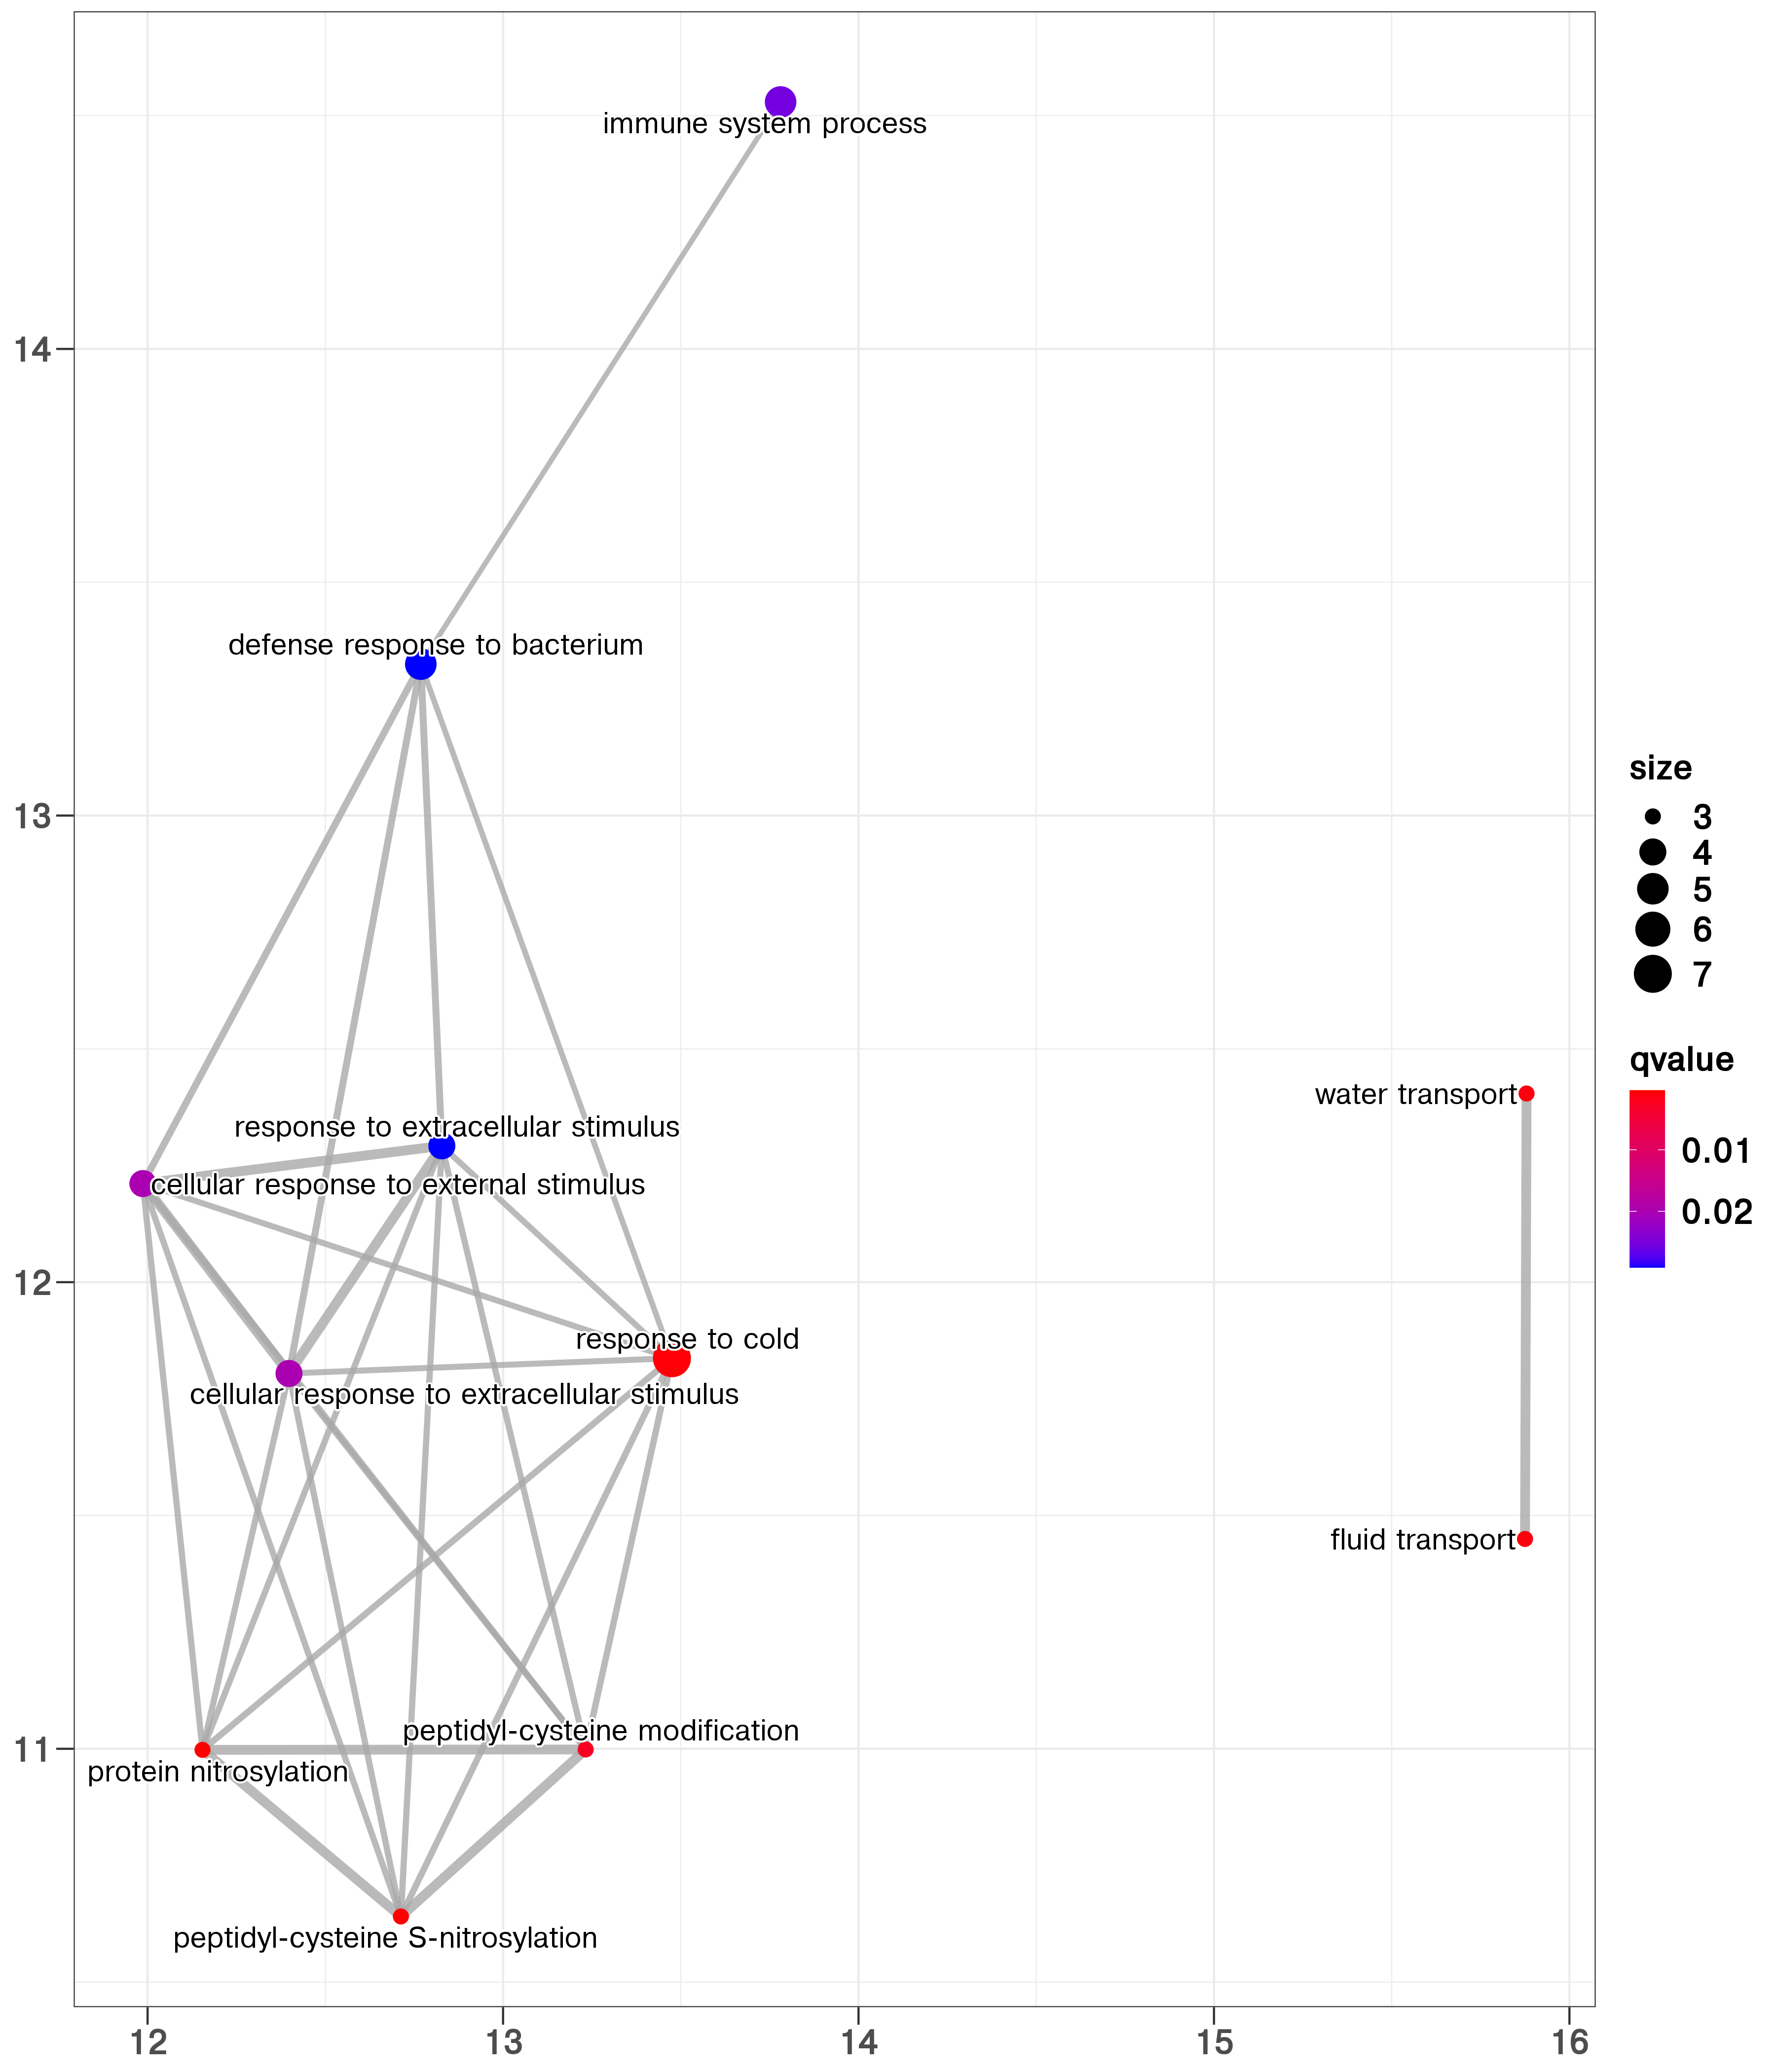 immune system process
14
defense response to bacterium
13
size
3
4
5
6
7
qvalue
0.01
0.02
water transport
response to extracellular stimulus
cellular response to external stimulus
12
response to cold
cellular response to extracellular stimulus
fluid transport
peptidyl-cysteine modification
11
protein nitrosylation
peptidyl-cysteine S-nitrosylation
12
13
14
15
16